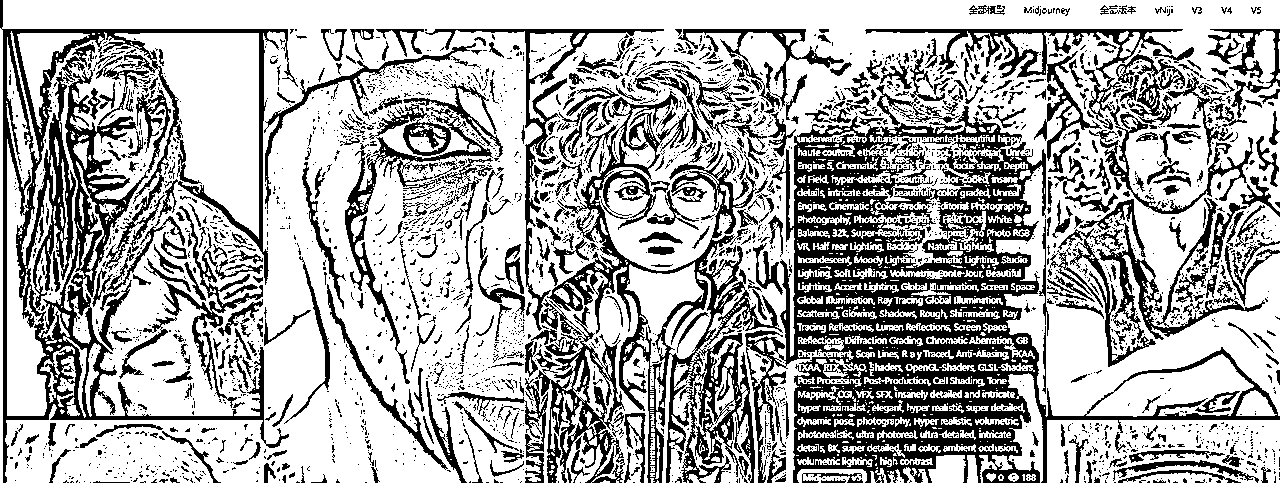 全部模型 Midjourney 全部版本 vNiji V3 V4 V5
underwater, retro futuristic, ornamented beautiful hippy
haute couture, ethereal fashion, photorealistic, Unreal
Engine 5, Cinematic, focus sharp, Depth
of Field, hyper-detailed, beautifully color-coded, insane
details, intricate details, beautifully color graded, Unreal
Engine, Cinematic, Color Grading, Editorial Photography,
Photography, Photoshoot, Depth of Field, DOF, White
Balance, 32k, Super-Resolution, Megapixel, Pro Photo RGB
VR, Half rear Lighting, Backlight, Natural Lighting,
Incandescent, Moody Lighting, Cinematic Lighting, Studio
Lighting, Soft Lighting, Volumetric, Conte-Jour, Beautiful
Lighting, Accent Lighting, Global Illumination, Screen Space
Global Illumination, Ray Tracing Global Illumination,
Scattering, Glowing, Shadows, Rough, Shimmering, Ray
Tracing Reflections, Lumen Reflections, Screen Space
Reflections, Diffraction Grading, Chromatic Aberration, GB
Displacement, Scan Lines, R a y Traced, Anti-Aliasing, FKAA,
TXAA, RTX, SSAO, Shaders, OpenGL-Shaders, GLSL-Shaders,
Post Processing, Post-Production, Cell Shading, Tone
Mapping, CGI, VFX, SFX, insanely detailed and intricate,
hyper maximalist, elegant, hyper realistic, super detailed,
dynamic pose, photography, Hyper realistic, volumetric,
photorealistic, ultra photoreal, ultra-detailed, intricate
details, 8K, super detailed, full color, ambient occlusion,
volumetric lighting, high contrast
Midjourney v5 0 188